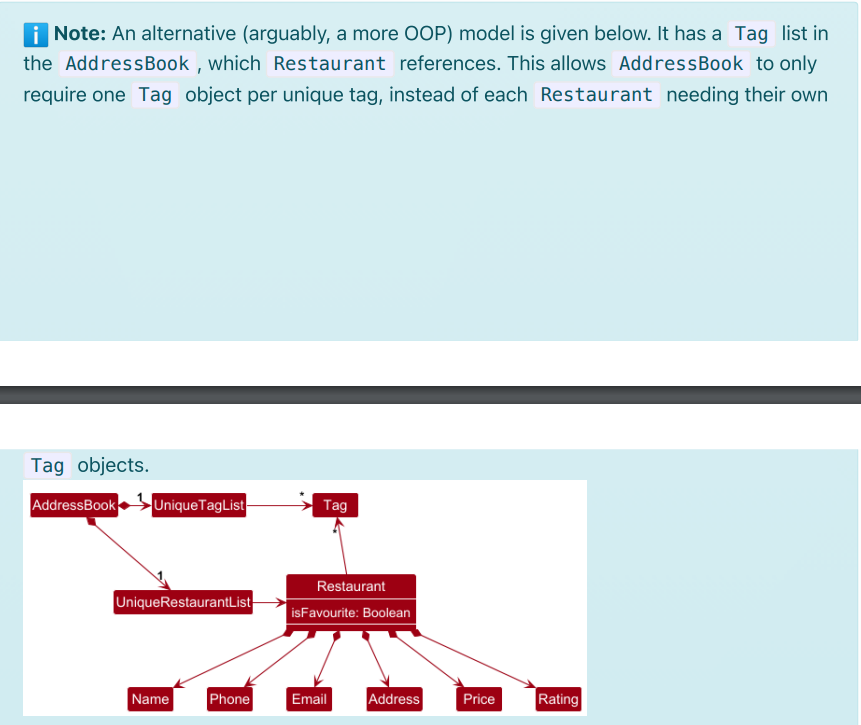 Note: An alternative (arguably, a more OOP) model is given below. It has a Tag list in
the AddressBook , which Restaurant references. This allows AddressBook to only
require one Tag object per unique tag, instead of each Restaurant needing their own
Tag objects.
AddressBook 1 UniqueTagList * Tag
*
1
Restaurant
UniqueRestaurantList
isFavourite: Boolean
Name Phone Email Address Price Rating